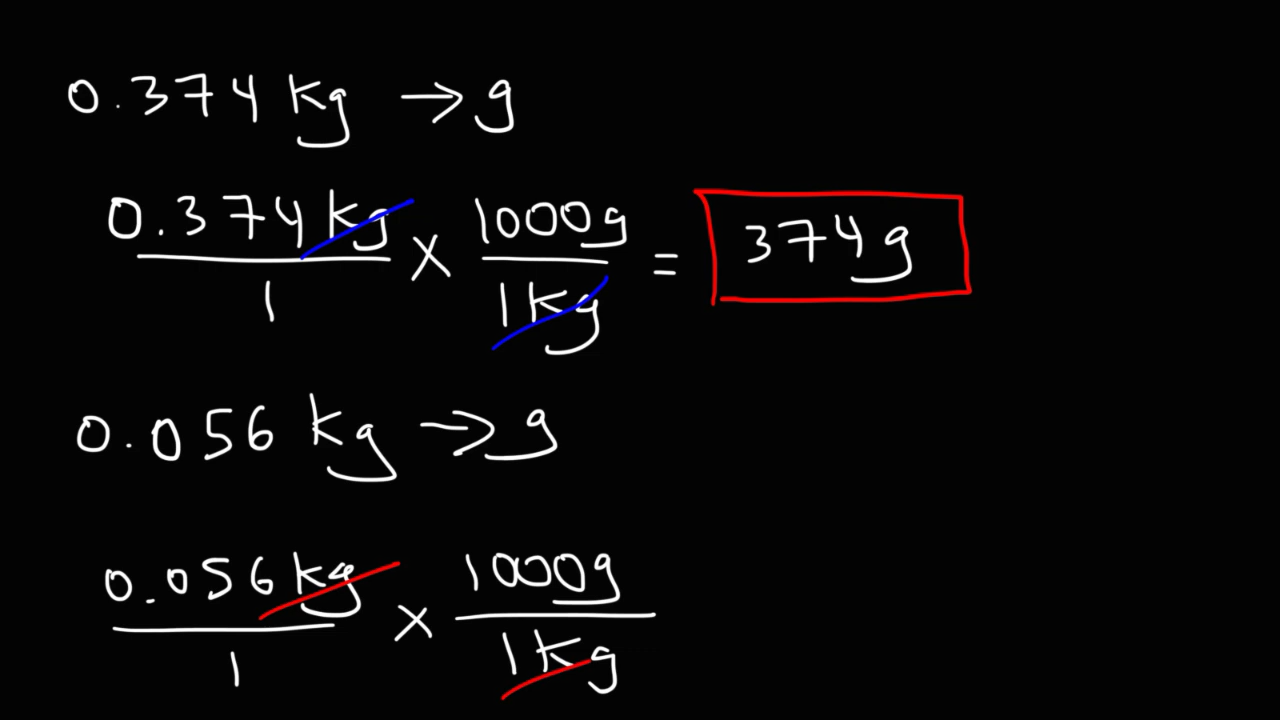 0.374 kg → g
0.374 kg × 1000g = 374g
1 1kg
0.056 kg → g
0.056 kg × 1000g
1 1kg